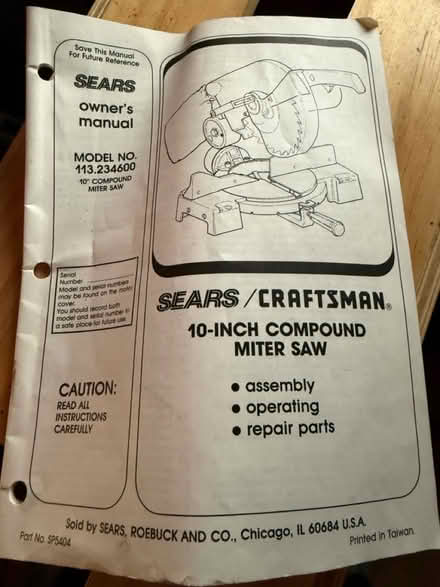 Save This Manual
For Future Reference
SEARS
owner's
manual
MODEL NO.
113.234600
10" COMPOUND
MITER SAW
Serial
Number
Model and serial numbers
may be found on the motor
cover.
You should record both
model and serial number in
a safe place for future use.
CAUTION:
READ ALL
INSTRUCTIONS
CAREFULLY
SEARS / CRAFTSMAN®
10-INCH COMPOUND
MITER SAW
• assembly
• operating
• repair parts
Sold by SEARS, ROEBUCK AND CO., Chicago, IL 60684 U.S.A.
Part No. SP5404
Printed in Taiwan